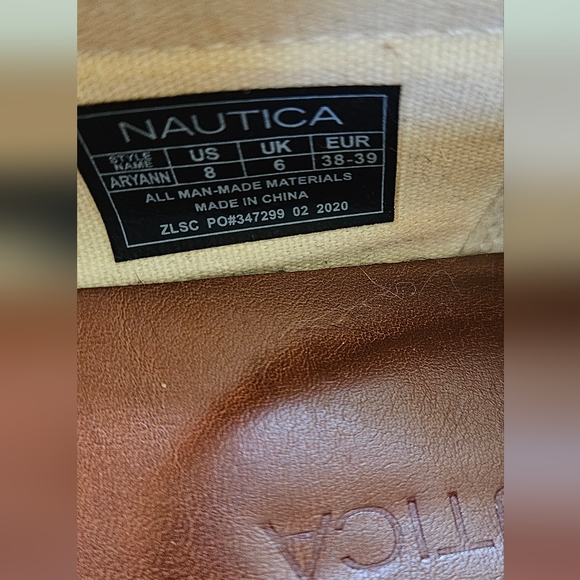 NAUTICA
STYLE NAME US UK EUR
ARYANN 8 6 38-39
ALL MAN-MADE MATERIALS
MADE IN CHINA
ZLSC PO#347299 02 2020
UTICA